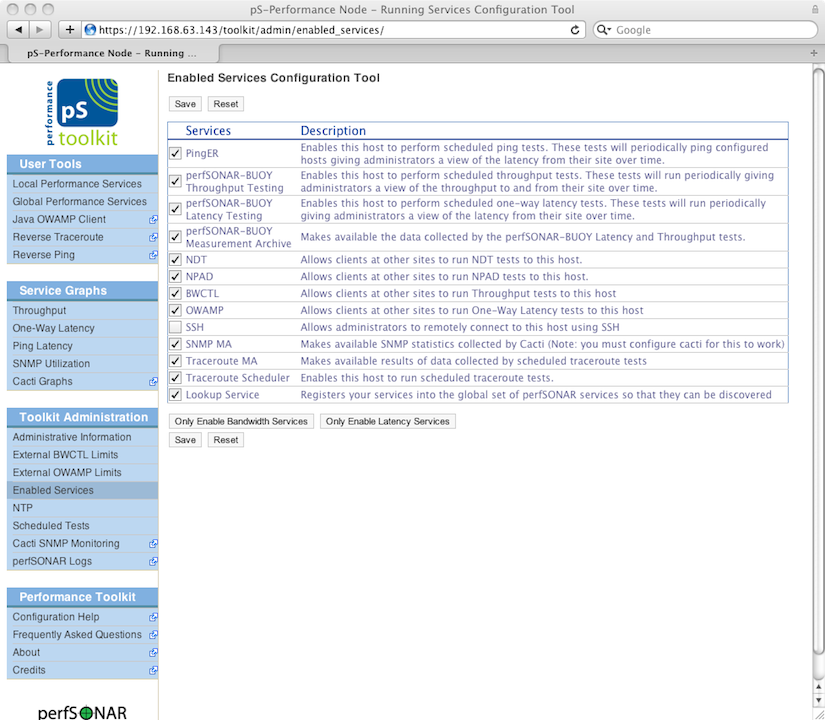 pS-Performance Node - Running Services Configuration Tool
https://192.168.63.143/toolkit/admin/enabled_services/
Google
pS-Performance Node - Running ...
performance
pS
toolkit
User Tools
Local Performance Services
Global Performance Services
Java OWAMP Client
Reverse Traceroute
Reverse Ping
Service Graphs
Throughput
One-Way Latency
Ping Latency
SNMP Utilization
Cacti Graphs
Toolkit Administration
Administrative Information
External BWCTL Limits
External OWAMP Limits
Enabled Services
NTP
Scheduled Tests
Cacti SNMP Monitoring
perfSONAR Logs
Performance Toolkit
Configuration Help
Frequently Asked Questions
About
Credits
perfSONAR
Enabled Services Configuration Tool
Save Reset
Services Description
PingER Enables this host to perform scheduled ping tests. These tests will periodically ping configured
hosts giving administrators a view of the latency from their site over time.
perfSONAR-BUOY Enables this host to perform scheduled throughput tests. These tests will run periodically giving
Throughput Testing administrators a view of the throughput to and from their site over time.
perfSONAR-BUOY Enables this host to perform scheduled one-way latency tests. These tests will run periodically
Latency Testing giving administrators a view of the latency from their site over time.
perfSONAR-BUOY
Measurement Archive Makes available the data collected by the perfSONAR-BUOY Latency and Throughput tests.
NDT Allows clients at other sites to run NDT tests to this host.
NPAD Allows clients at other sites to run NPAD tests to this host.
BWCTL Allows clients at other sites to run Throughput tests to this host
OWAMP Allows clients at other sites to run One-Way Latency tests to this host
SSH Allows administrators to remotely connect to this host using SSH
SNMP MA Makes available SNMP statistics collected by Cacti (Note: you must configure cacti for this to work)
Traceroute MA Makes available results of data collected by scheduled traceroute tests
Traceroute Scheduler Enables this host to run scheduled traceroute tests.
Lookup Service Registers your services into the global set of perfSONAR services so that they can be discovered
Only Enable Bandwidth Services Only Enable Latency Services
Save Reset